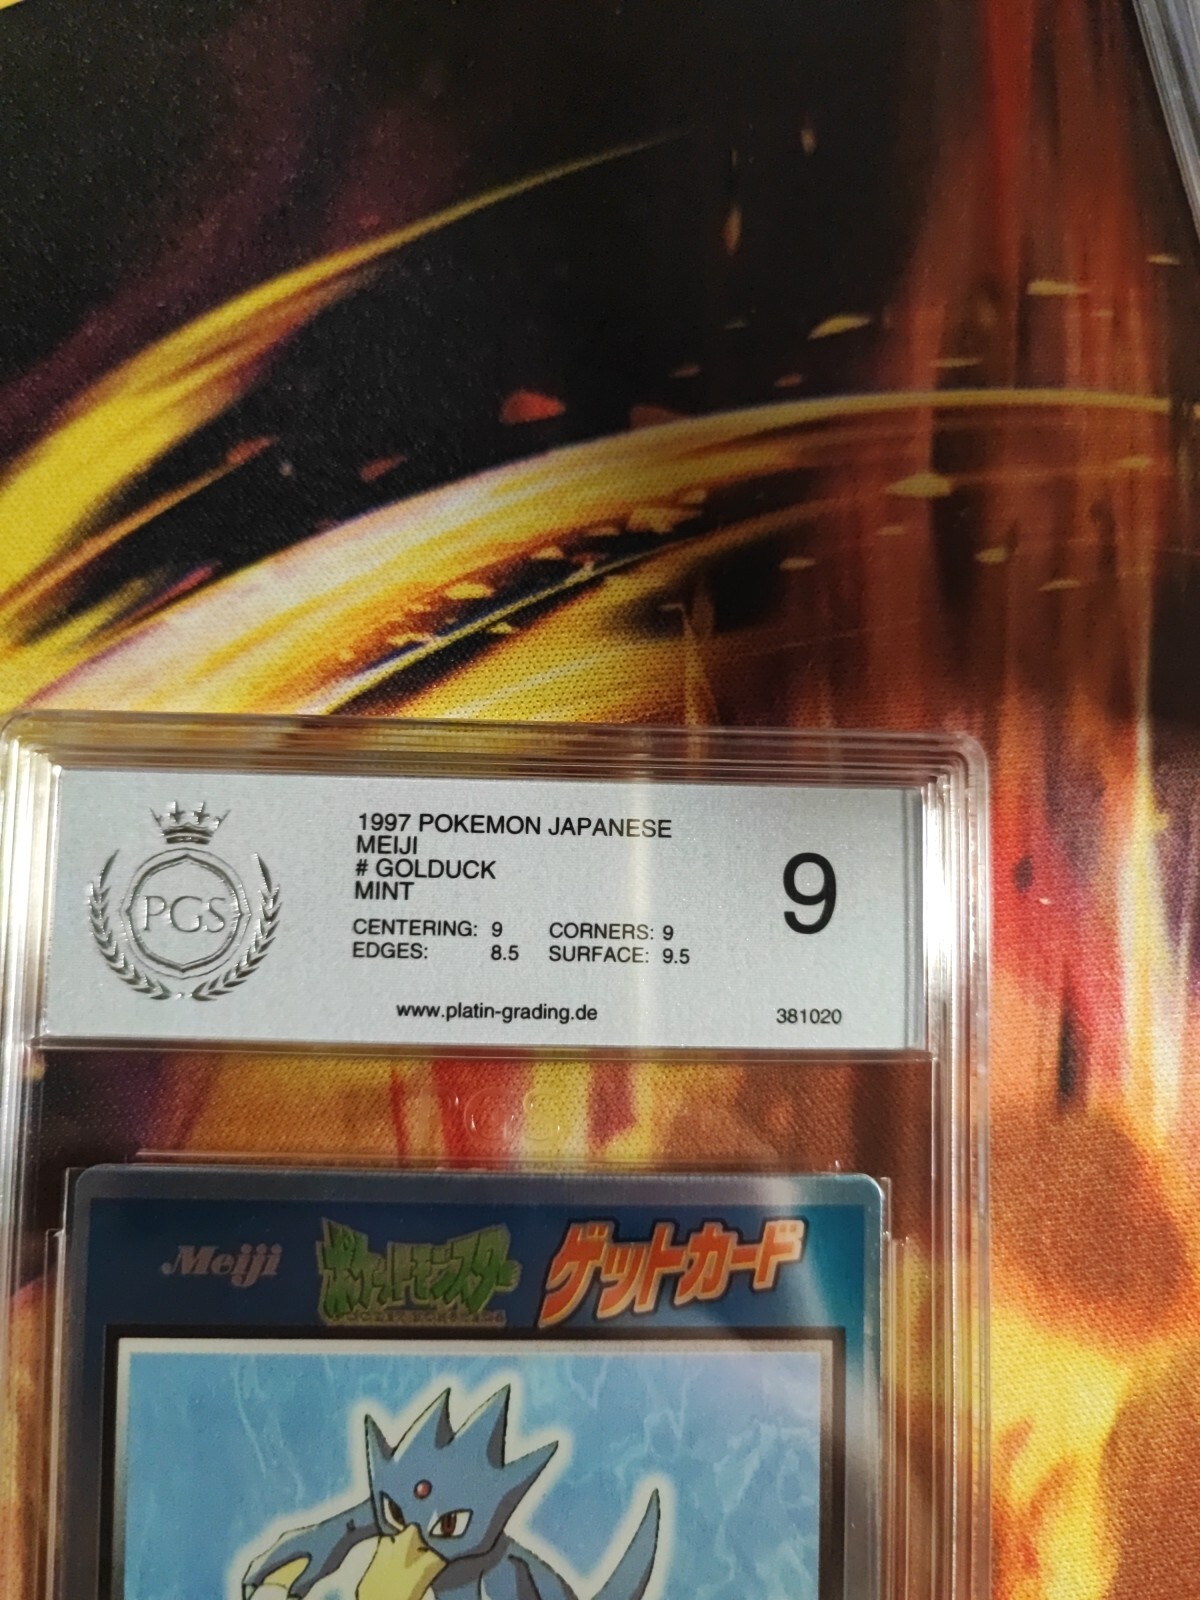 1997 POKEMON JAPANESE
MEIJI
# GOLDUCK
MINT
9
CENTERING: 9 CORNERS: 9
EDGES: 8.5 SURFACE: 9.5
PGS
www.platin-grading.de
381020
Meiji ポケットモンスター ゲットカード